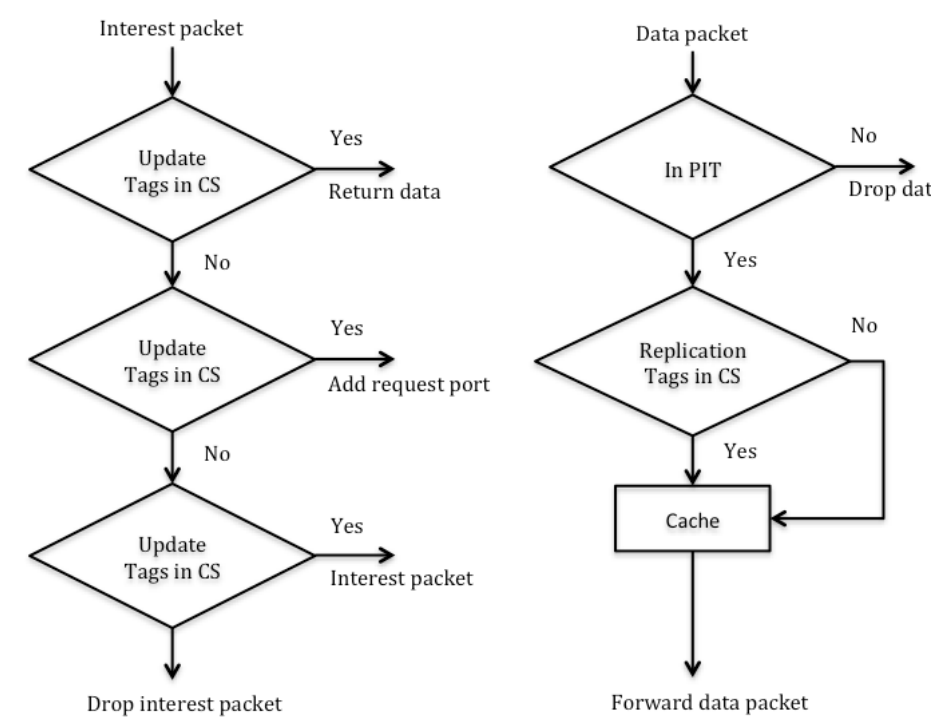 Interest packet
Update
Tags in CS
Yes
Return data
No
Update
Tags in CS
Yes
Add request port
No
Update
Tags in CS
Yes
Interest packet
Drop interest packet
Data packet
In PIT
No
Drop dat
Yes
Replication
Tags in CS
No
Yes
Cache
Forward data packet